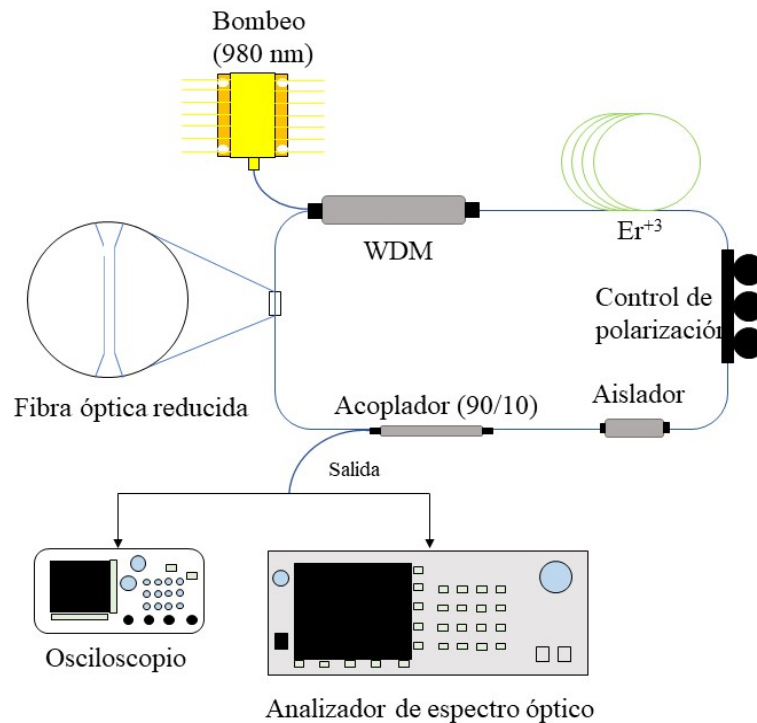 Bombeo
(980 nm)
WDM
Er+3
Control de
polarización
Fibra óptica reducida
Acoplador (90/10)
Aislador
Salida
Osciloscopio
Analizador de espectro óptico